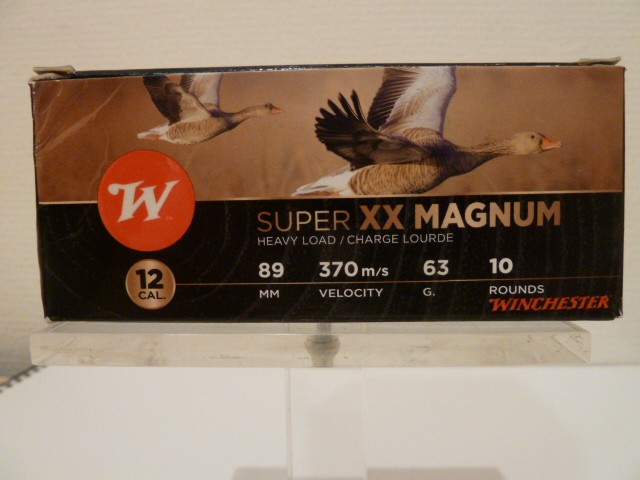 W
SUPER XX MAGNUM
HEAVY LOAD / CHARGE LOURDE
12 CAL.
89 MM
370 m/s VELOCITY
63 G.
10 ROUNDS
WINCHESTER